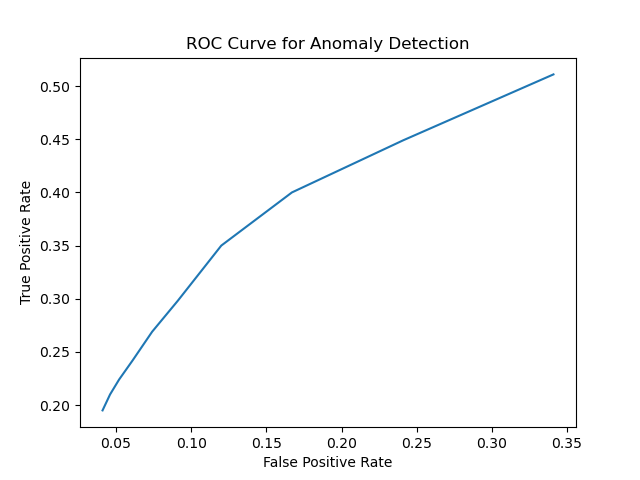 ROC Curve for Anomaly Detection
0.50
0.45
0.40
0.35
0.30
0.25
0.20
True Positive Rate
0.05 0.10 0.15 0.20 0.25 0.30 0.35
False Positive Rate